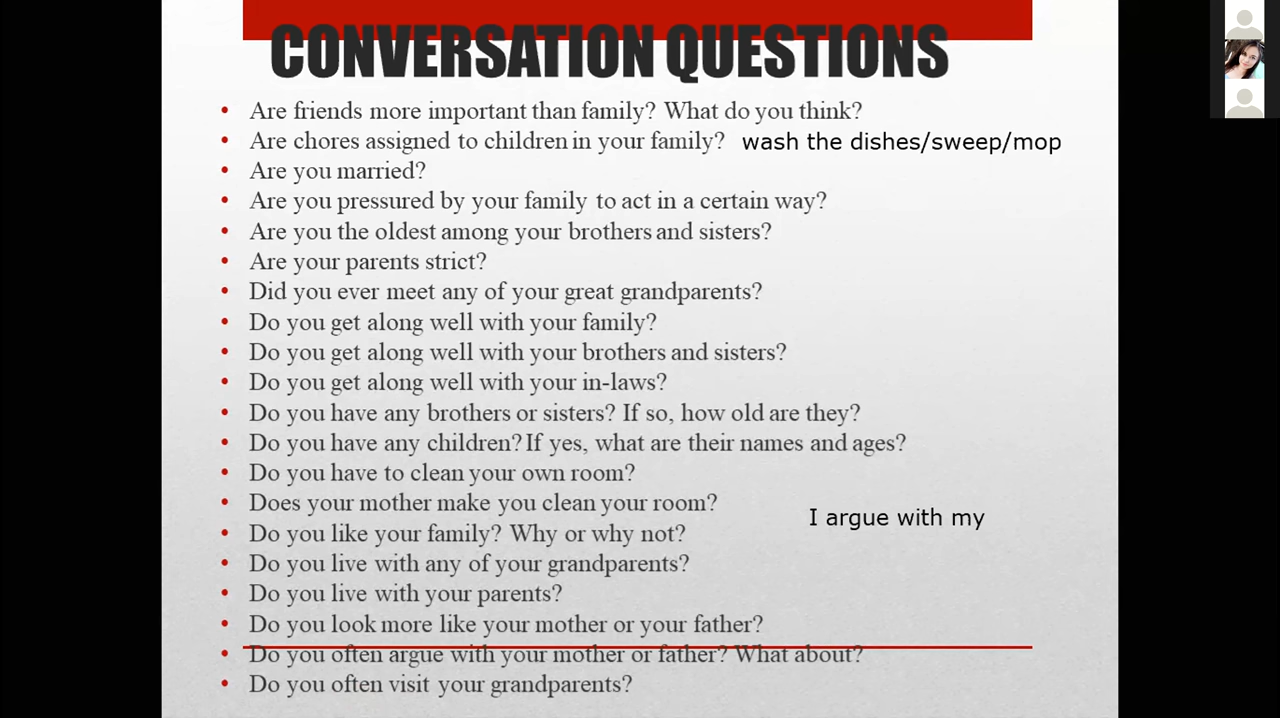 CONVERSATION QUESTIONS
• Are friends more important than family? What do you think?
• Are chores assigned to children in your family? wash the dishes/sweep/mop
• Are you married?
• Are you pressured by your family to act in a certain way?
• Are you the oldest among your brothers and sisters?
• Are your parents strict?
• Did you ever meet any of your great grandparents?
• Do you get along well with your family?
• Do you get along well with your brothers and sisters?
• Do you get along well with your in-laws?
• Do you have any brothers or sisters? If so, how old are they?
• Do you have any children? If yes, what are their names and ages?
• Do you have to clean your own room?
• Does your mother make you clean your room?
I argue with my
• Do you like your family? Why or why not?
• Do you live with any of your grandparents?
• Do you live with your parents?
• Do you look more like your mother or your father?
• Do you often argue with your mother or father? What about?
• Do you often visit your grandparents?